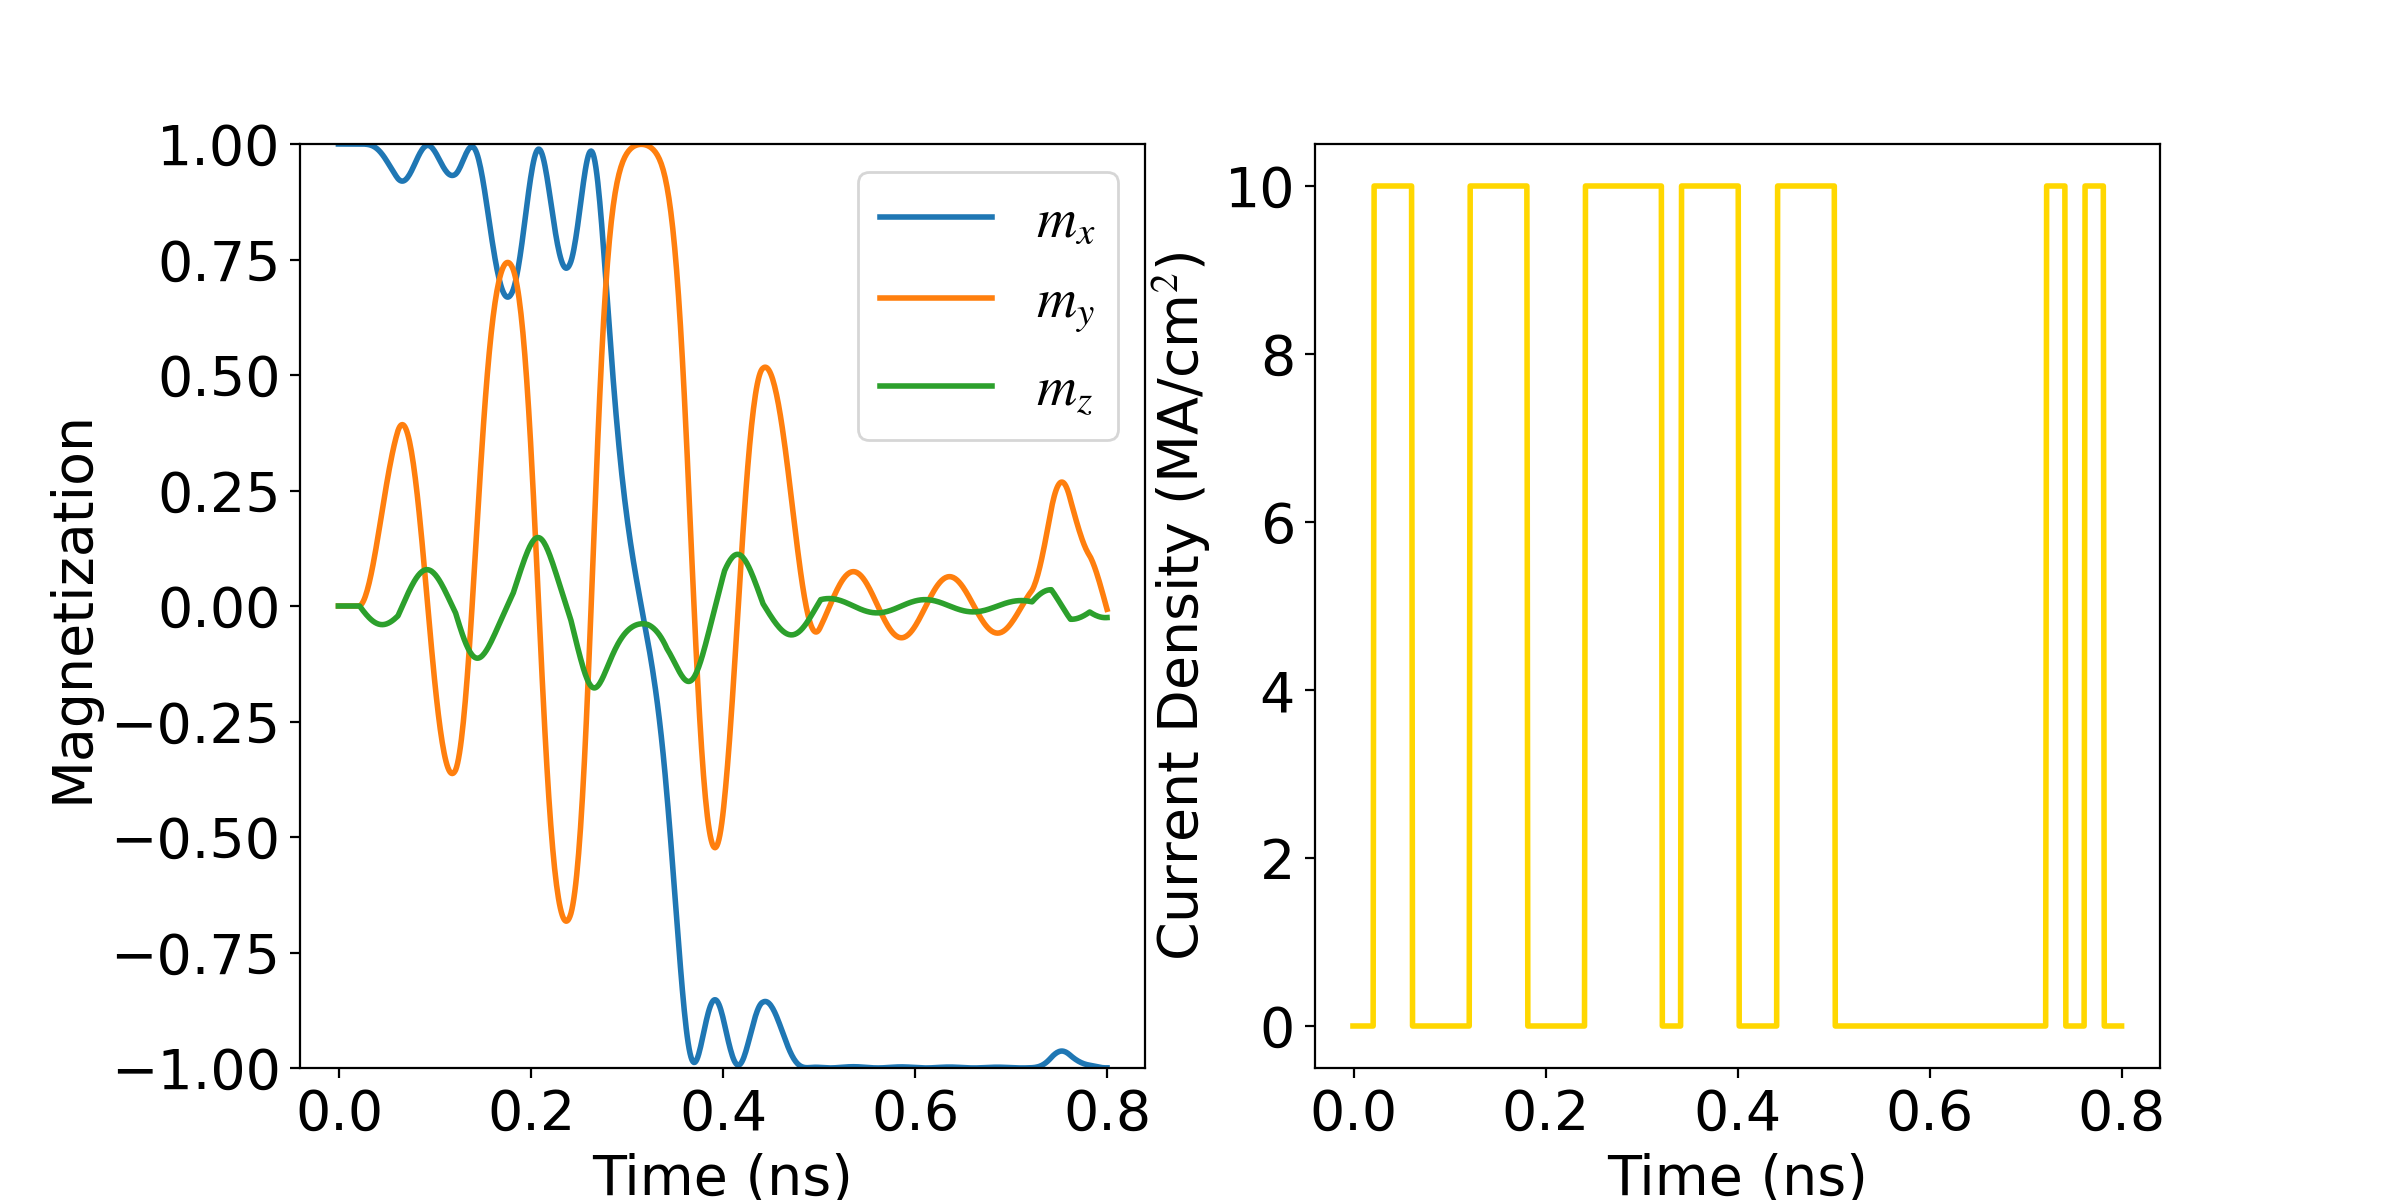 Magnetization
1.00
0.75
0.50
0.25
0.00
−0.25
−0.50
−0.75
−1.00
0.0 0.2 0.4 0.6 0.8
Time (ns)
m_x
m_y
m_z
Current Density (MA/cm²)
10
8
6
4
2
0
0.0 0.2 0.4 0.6 0.8
Time (ns)